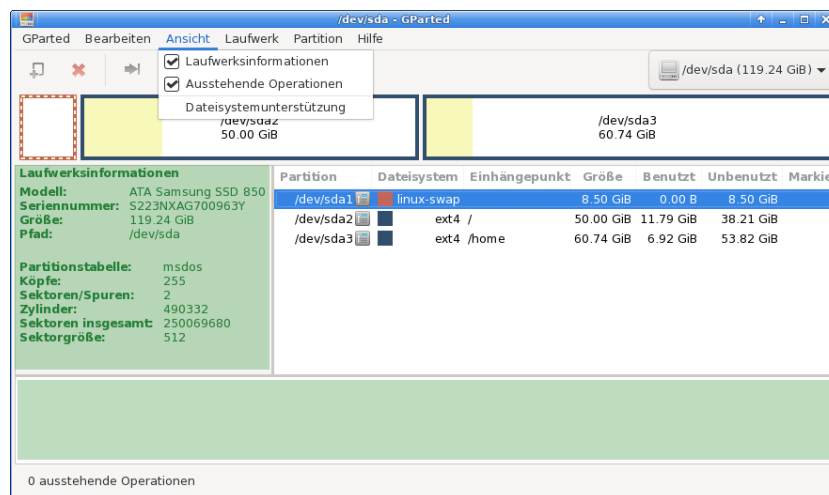 /dev/sda - GParted
GParted Bearbeiten Ansicht Laufwerk Partition Hilfe
Laufwerksinformationen
Ausstehende Operationen
Dateisystemunterstützung
/dev/sda (119.24 GiB)
/dev/sda2
50.00 GiB
/dev/sda3
60.74 GiB
Laufwerksinformationen
Modell: ATA Samsung SSD 850
Seriennummer: S223NXAG700963Y
Größe: 119.24 GiB
Pfad: /dev/sda
Partitionstabelle: msdos
Köpfe: 255
Sektoren/Spuren: 2
Zylinder: 490332
Sektoren insgesamt: 250069680
Sektorgröße: 512
Partition Dateisystem Einhängepunkt Größe Benutzt Unbenutzt Markie
/dev/sda1 linux-swap 8.50 GiB 0.00 B 8.50 GiB
/dev/sda2 ext4 / 50.00 GiB 11.79 GiB 38.21 GiB
/dev/sda3 ext4 /home 60.74 GiB 6.92 GiB 53.82 GiB
0 ausstehende Operationen